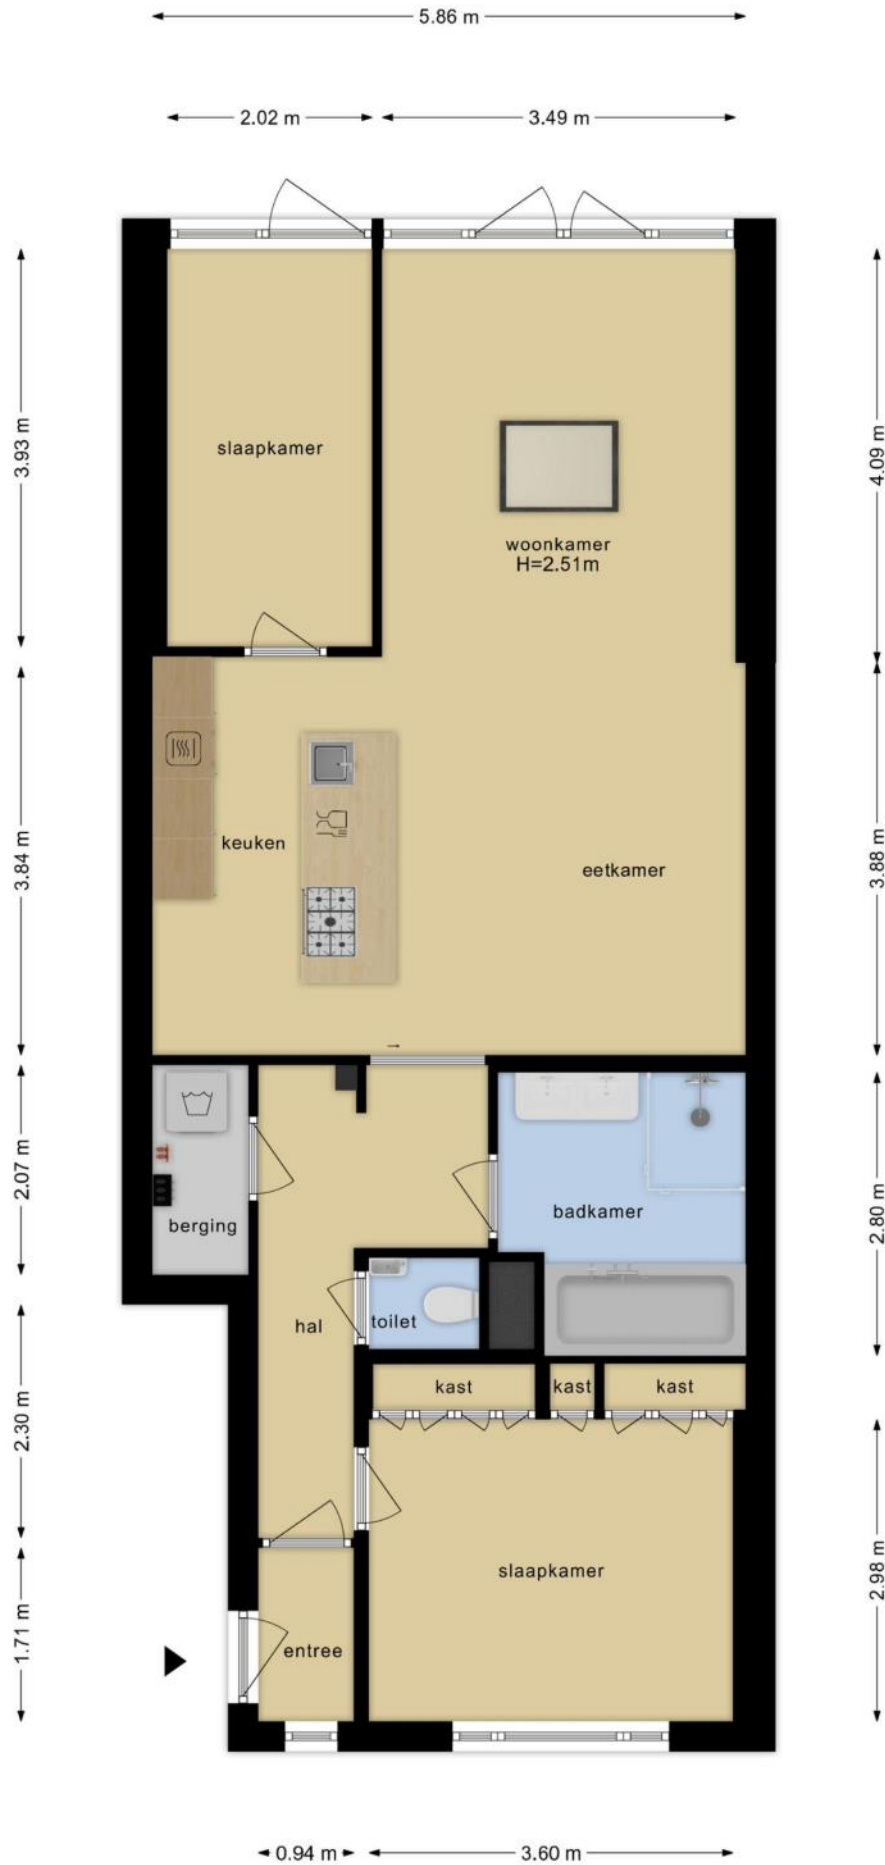 5.86 m
2.02 m
3.49 m
3.93 m
4.09 m
slaapkamer
woonkamer
H=2.51m
3.84 m
3.88 m
keuken
eetkamer
2.07 m
2.80 m
berging
badkamer
hal
toilet
2.30 m
kast
kast
kast
slaapkamer
2.98 m
1.71 m
entree
0.94 m
3.60 m